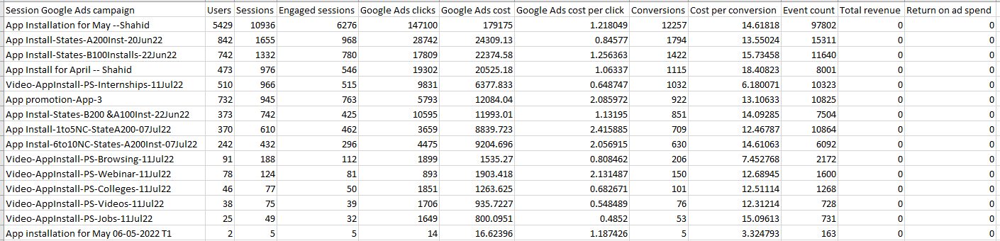 Session Google Ads campaign Users Sessions Engaged sessions Google Ads clicks Google Ads cost Google Ads cost per click Conversions Cost per conversion Event count Total revenue Return on ad spend
App Installation for May --Shahid 5429 10936 6276 147100 179175 1.218049 12257 14.61818 97802 0 0
App Install-States-A200Inst-20Jun22 842 1655 968 28742 24309.13 0.84577 1794 13.55024 15311 0 0
App Install-States-B100Installs-22Jun22 742 1332 780 17809 22374.58 1.256363 1422 15.73458 11640 0 0
App Install for April -- Shahid 473 976 546 19302 20525.18 1.06337 1115 18.40823 8001 0 0
Video-AppInstall-PS-Internships-11Jul22 510 966 515 9831 6377.833 0.648747 1032 6.180071 10323 0 0
App promotion-App-3 732 945 763 5793 12084.04 2.085972 922 13.10633 10825 0 0
App Instal-States-B200 &A100Inst-22Jun22 373 742 425 10595 11993.01 1.13195 851 14.09285 7504 0 0
App Install-1to5NC-StateA200-07Jul22 370 610 462 3659 8839.723 2.415885 709 12.46787 10864 0 0
App Instal-6to10NC-States-A200Inst-07Jul22 242 432 296 4475 9204.696 2.056915 630 14.61063 6092 0 0
Video-AppInstall-PS-Browsing-11Jul22 91 188 112 1899 1535.27 0.808462 206 7.452768 2172 0 0
Video-AppInstall-PS-Webinar-11Jul22 78 124 81 893 1903.418 2.131487 150 12.68945 1600 0 0
Video-AppInstall-PS-Colleges-11Jul22 46 77 50 1851 1263.625 0.682671 101 12.51114 1268 0 0
Video-AppInstall-PS-Videos-11Jul22 38 75 39 1706 935.7227 0.548489 76 12.31214 728 0 0
Video-AppInstall-PS-Jobs-11Jul22 25 49 32 1649 800.0951 0.4852 53 15.09613 731 0 0
App installation for May 06-05-2022 T1 2 5 5 14 16.62396 1.187426 5 3.324793 163 0 0